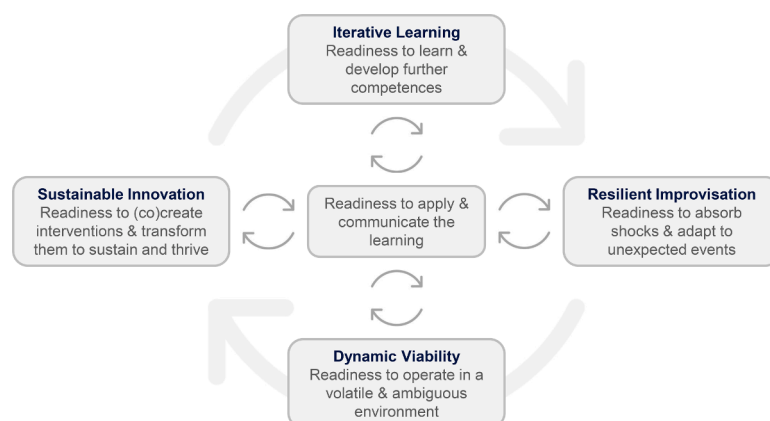 Iterative Learning
Readiness to learn &
develop further
competences
Sustainable Innovation
Readiness to (co)create
interventions & transform
them to sustain and thrive
Readiness to apply &
communicate the
learning
Resilient Improvisation
Readiness to absorb
shocks & adapt to
unexpected events
Dynamic Viability
Readiness to operate in a
volatile & ambiguous
environment